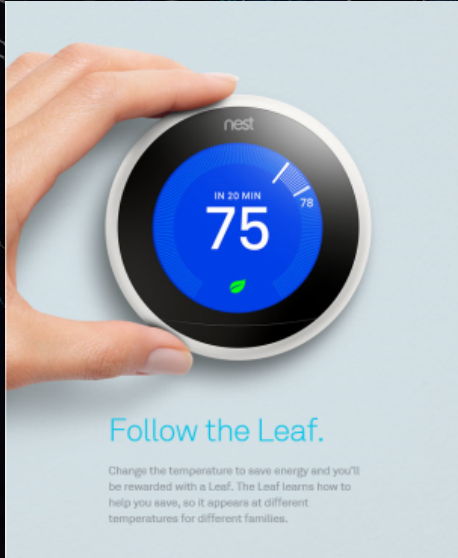 nest
IN 20 MIN
75
78
Follow the Leaf.
Change the temperature to save energy and you'll
be rewarded with a Leaf. The Leaf learns how to
help you save, so it appears at different
temperatures for different families.